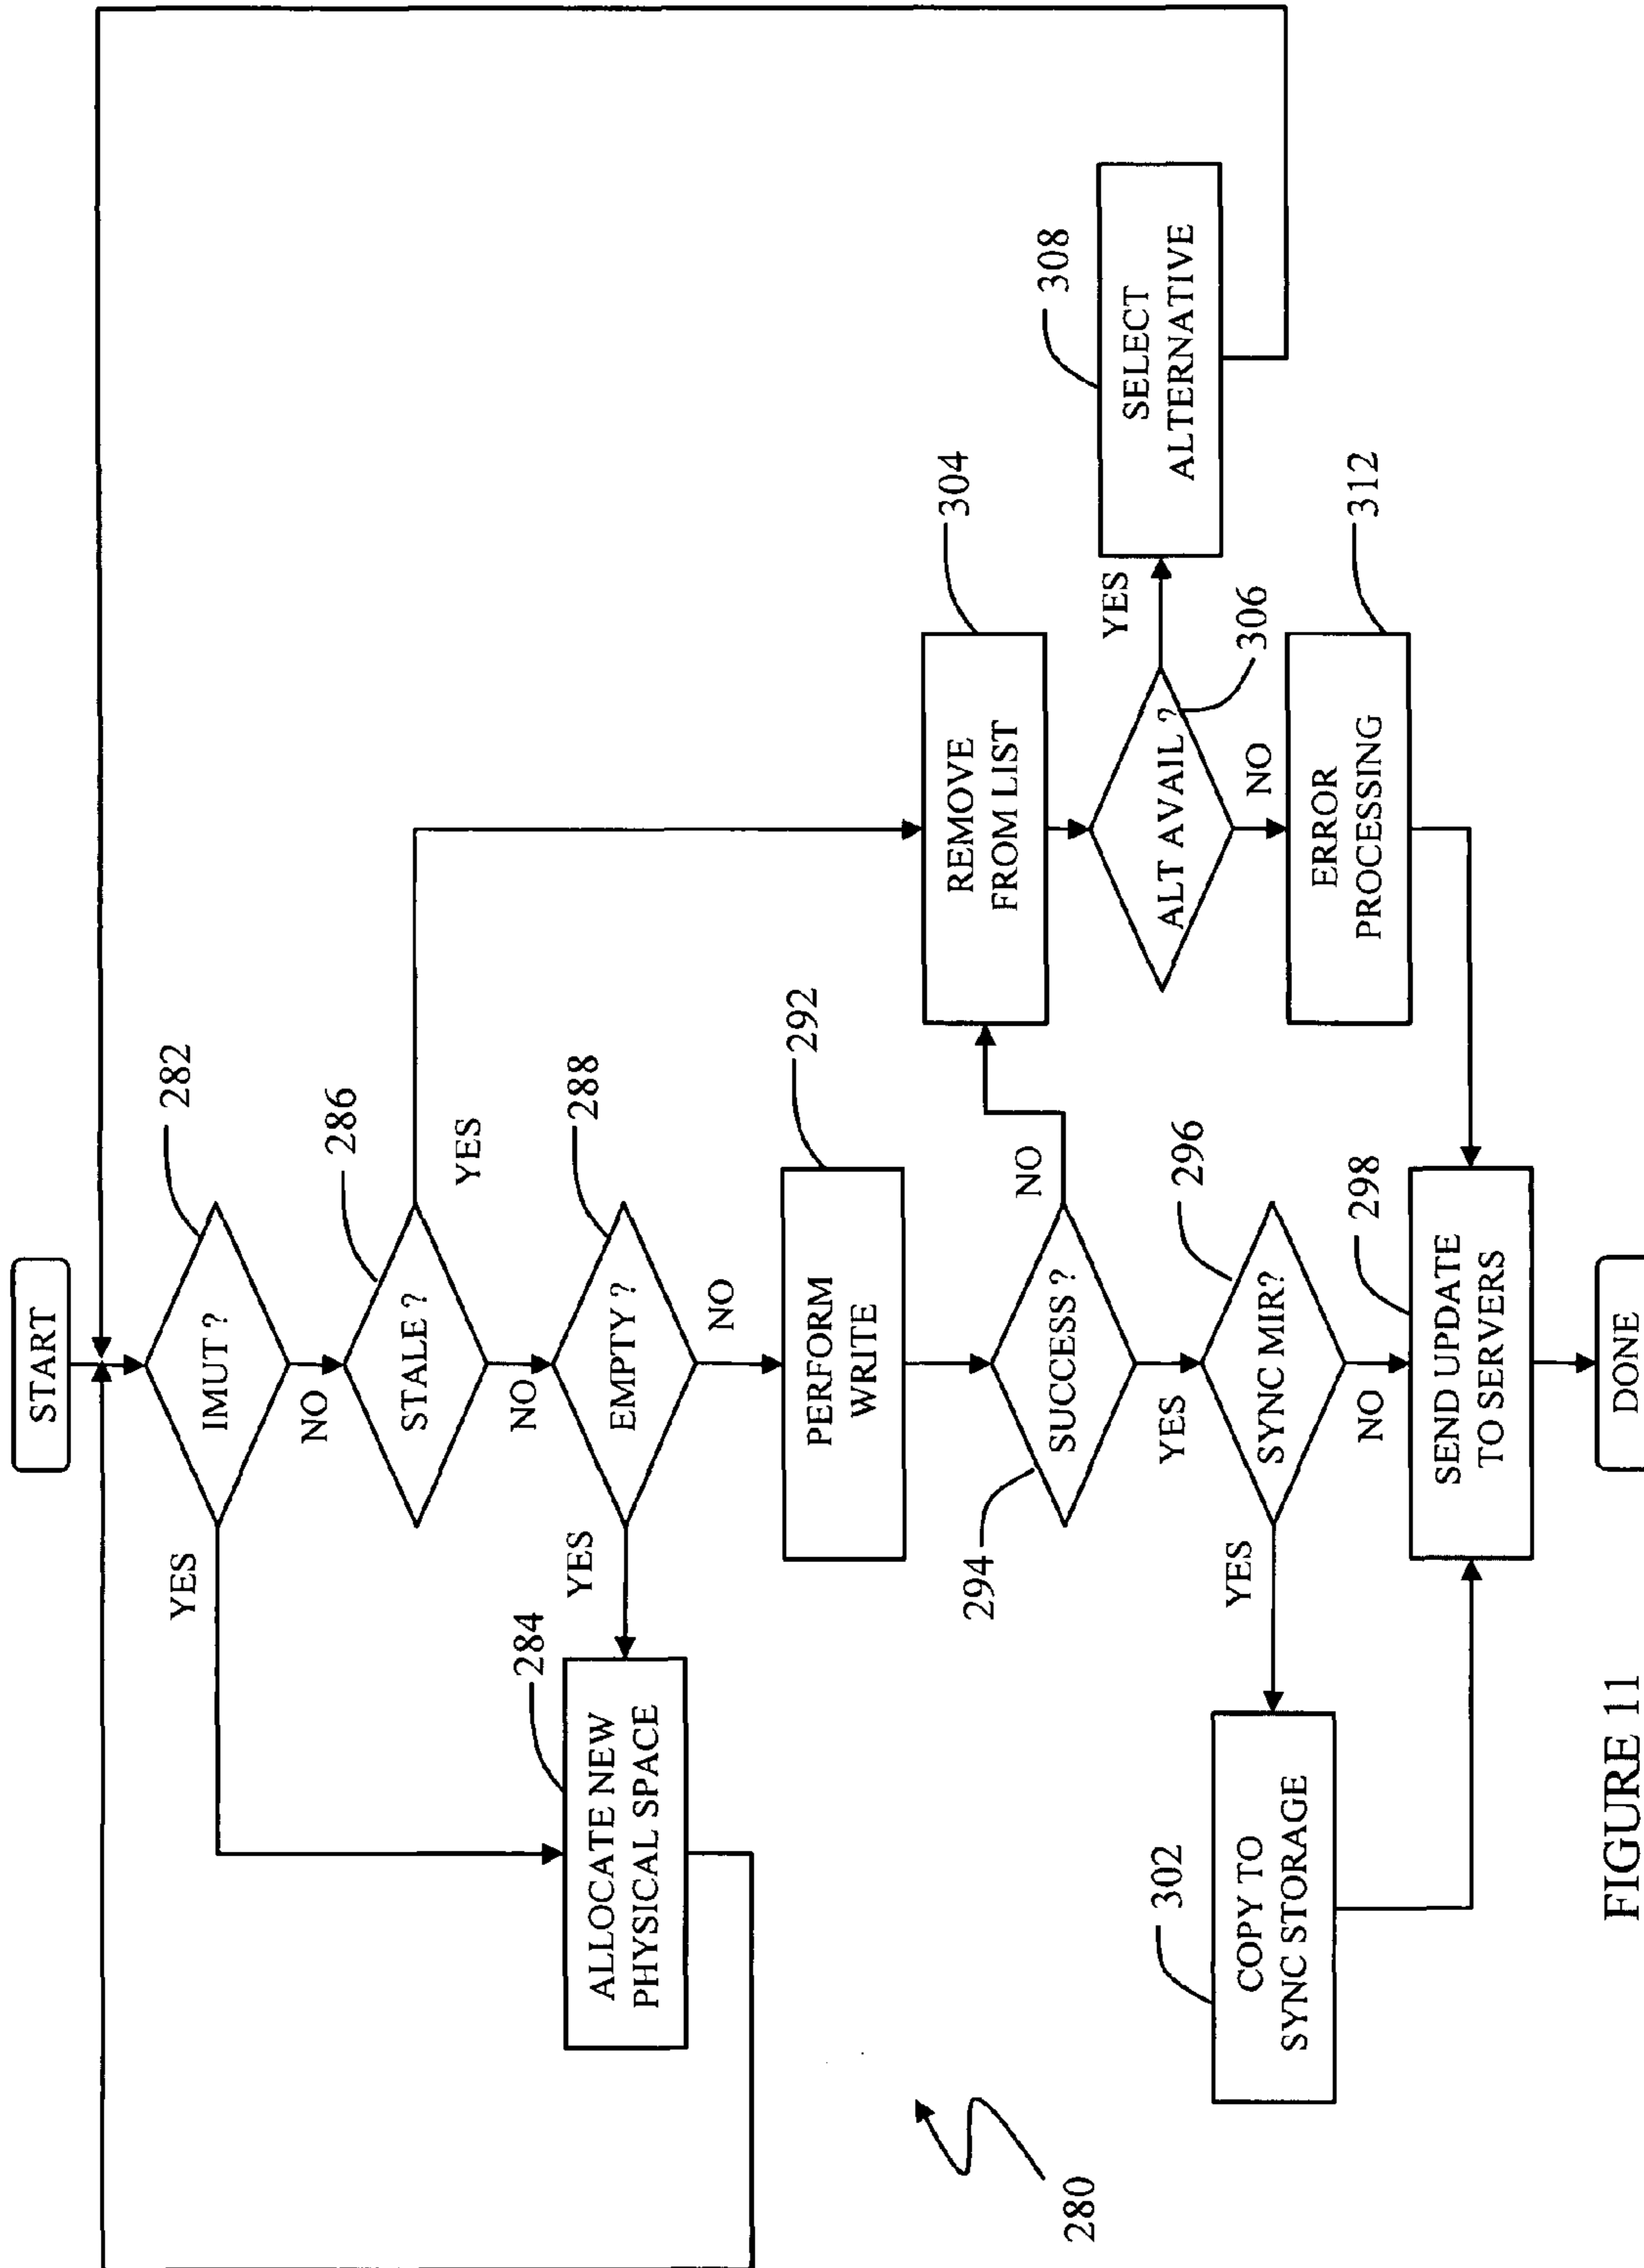 START
282
IMUT ?
YES
NO
286
STALE ?
YES
NO
288
EMPTY ?
YES
NO
284
ALLOCATE NEW
PHYSICAL SPACE
292
PERFORM
WRITE
294
SUCCESS ?
NO
YES
304
REMOVE
FROM LIST
306
ALT AVAIL ?
YES
NO
308
SELECT
ALTERNATIVE
312
ERROR
PROCESSING
296
SYNC MIR?
YES
NO
302
COPY TO
SYNC STORAGE
298
SEND UPDATE
TO SERVERS
DONE
280
FIGURE 11